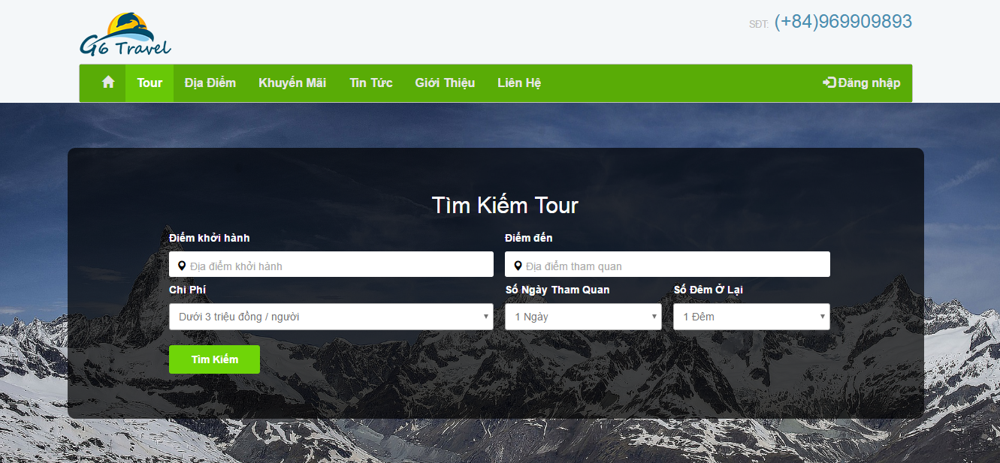 G6 Travel
SĐT: (+84)969909893
Tour Địa Điểm Khuyến Mãi Tin Tức Giới Thiệu Liên Hệ Đăng nhập
Tìm Kiếm Tour
Điểm khởi hành Điểm đến
Địa điểm khởi hành Địa điểm tham quan
Chi Phí Số Ngày Tham Quan Số Đêm Ở Lại
Dưới 3 triệu đồng / người 1 Ngày 1 Đêm
Tìm Kiếm